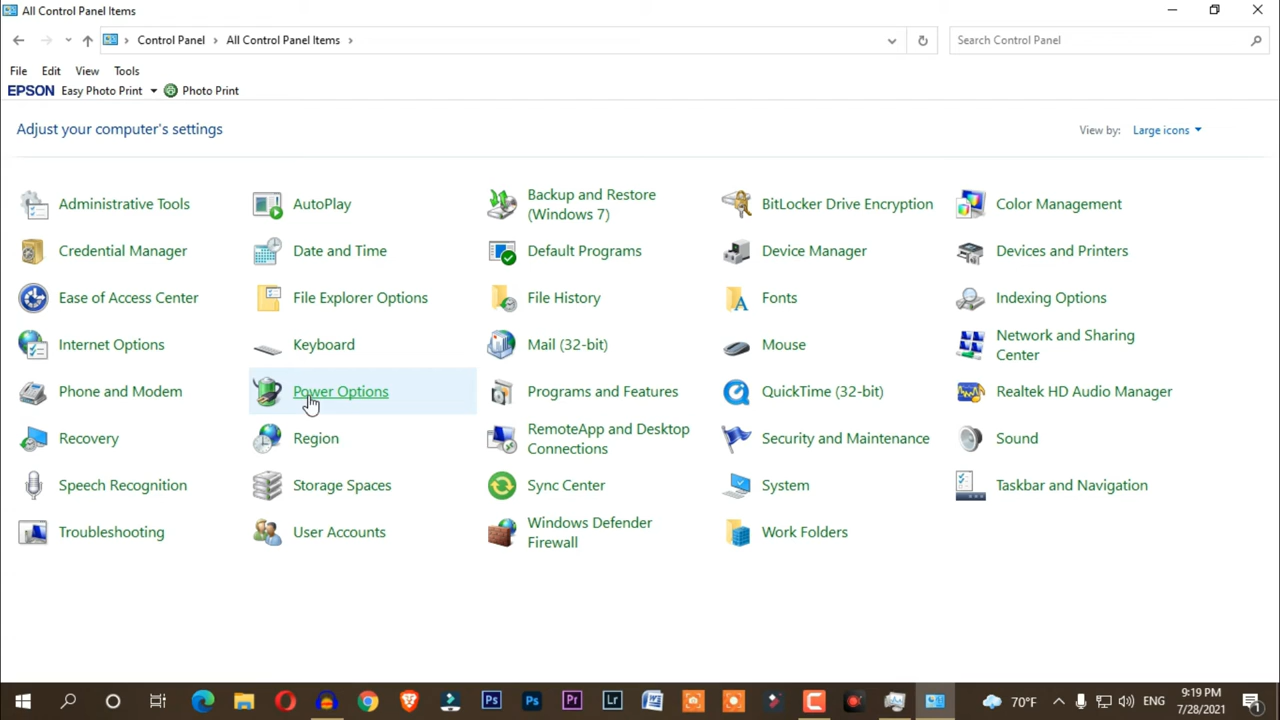 All Control Panel Items
Control Panel > All Control Panel Items >
Search Control Panel
File Edit View Tools
EPSON Easy Photo Print Photo Print
Adjust your computer's settings
View by: Large icons
Administrative Tools
AutoPlay
Backup and Restore
(Windows 7)
BitLocker Drive Encryption
Color Management
Credential Manager
Date and Time
Default Programs
Device Manager
Devices and Printers
Ease of Access Center
File Explorer Options
File History
Fonts
Indexing Options
Internet Options
Keyboard
Mail (32-bit)
Mouse
Network and Sharing
Center
Phone and Modem
Power Options
Programs and Features
QuickTime (32-bit)
Realtek HD Audio Manager
Recovery
Region
RemoteApp and Desktop
Connections
Security and Maintenance
Sound
Speech Recognition
Storage Spaces
Sync Center
System
Taskbar and Navigation
Troubleshooting
User Accounts
Windows Defender
Firewall
Work Folders
Ps
Ps
Pr
Lr
70°F
ENG
9:19 PM
7/28/2021
1